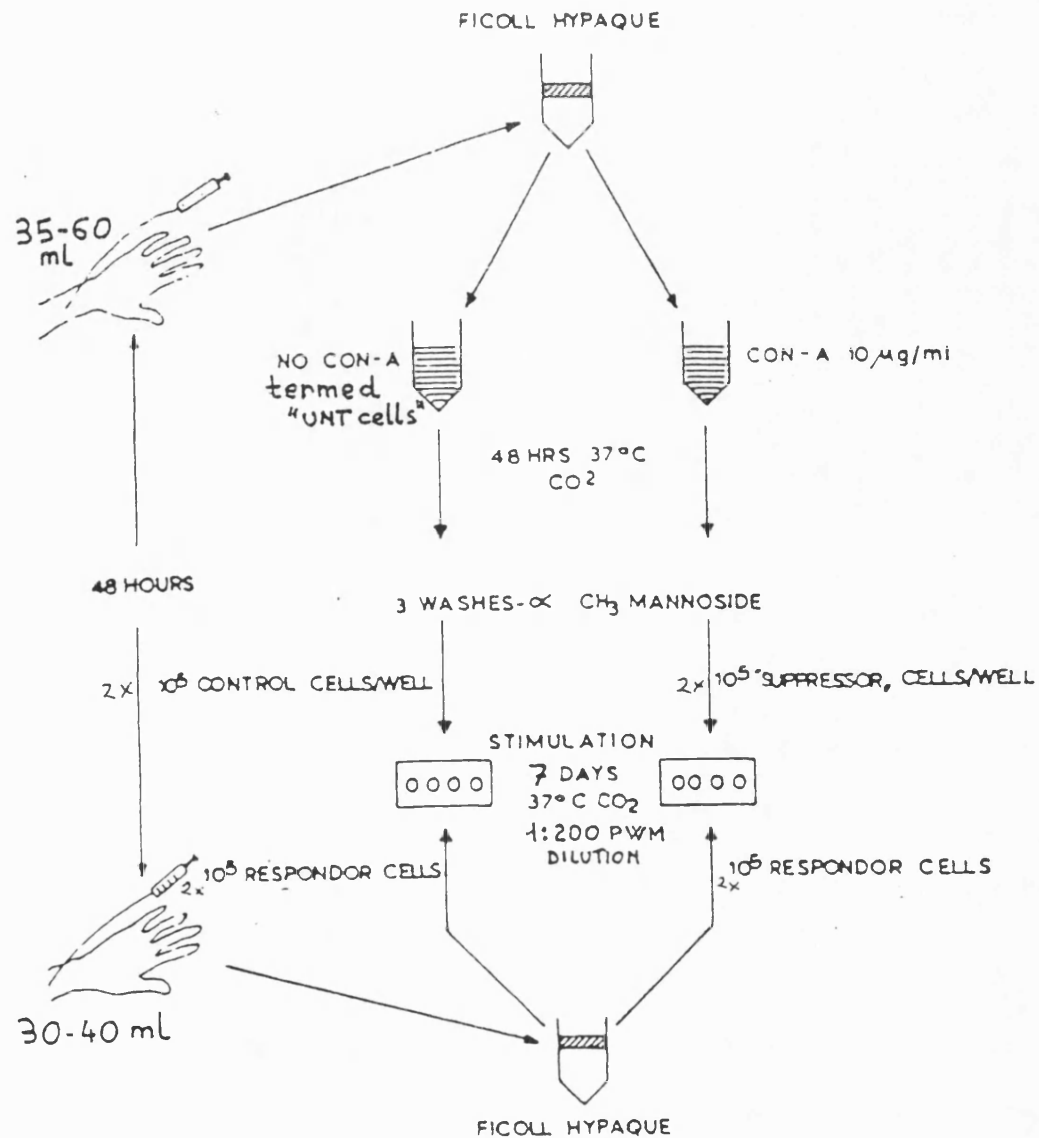 FICOLL HYPAQUE
35-60
ml
NO CON-A
termed
"UNT cells"
CON-A 10 µg/ml
48 HRS 37°C
CO2
48 HOURS
3 WASHES-∝ CH3 MANNOSIDE
2x 105 CONTROL CELLS/WELL
2x 105 "SUPPRESSOR, CELLS/WELL
STIMULATION
7 DAYS
37°C CO2
1:200 PWM
DILUTION
2x 105 RESPONDOR CELLS
2x 105 RESPONDOR CELLS
30-40 ml
FICOLL HYPAQUE